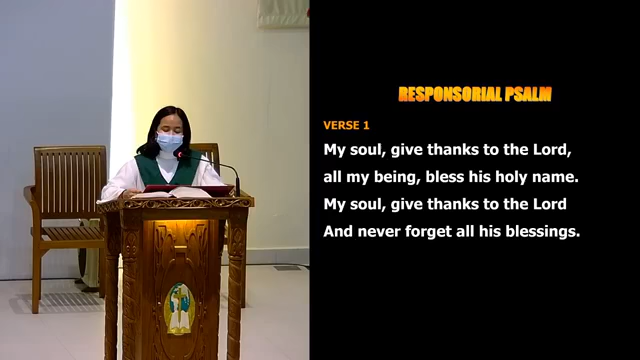 RESPONSORIAL PSALM
VERSE 1
My soul, give thanks to the Lord,
all my being, bless his holy name.
My soul, give thanks to the Lord
And never forget all his blessings.